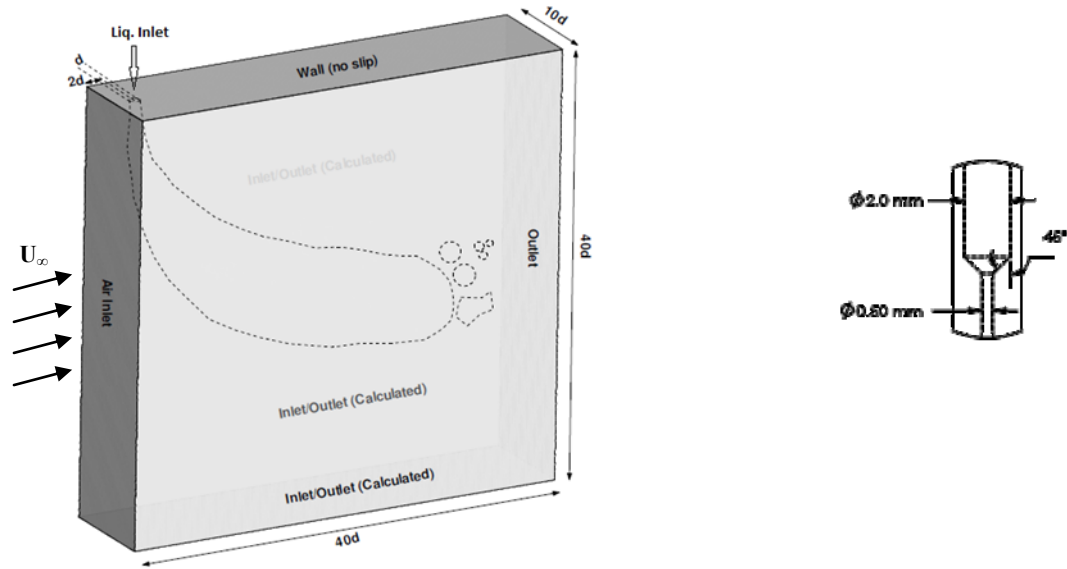 Liq. Inlet
10d
d
2d
Wall (no slip)
Inlet/Outlet (Calculated)
U∞
Air Inlet
Outlet
40d
Inlet/Outlet (Calculated)
Inlet/Outlet (Calculated)
40d
ϕ2.0 mm
45°
ϕ0.50 mm